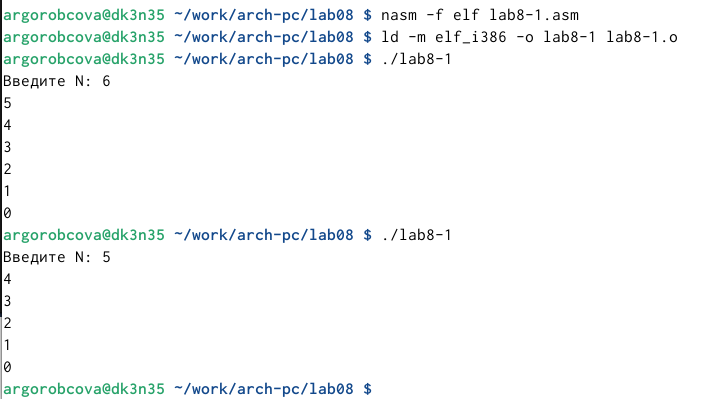 argorobcova@dk3n35 ~/work/arch-pc/lab08 $ nasm -f elf lab8-1.asm
argorobcova@dk3n35 ~/work/arch-pc/lab08 $ ld -m elf_i386 -o lab8-1 lab8-1.o
argorobcova@dk3n35 ~/work/arch-pc/lab08 $ ./lab8-1
Введите N: 6
5
4
3
2
1
0
argorobcova@dk3n35 ~/work/arch-pc/lab08 $ ./lab8-1
Введите N: 5
4
3
2
1
0
argorobcova@dk3n35 ~/work/arch-pc/lab08 $